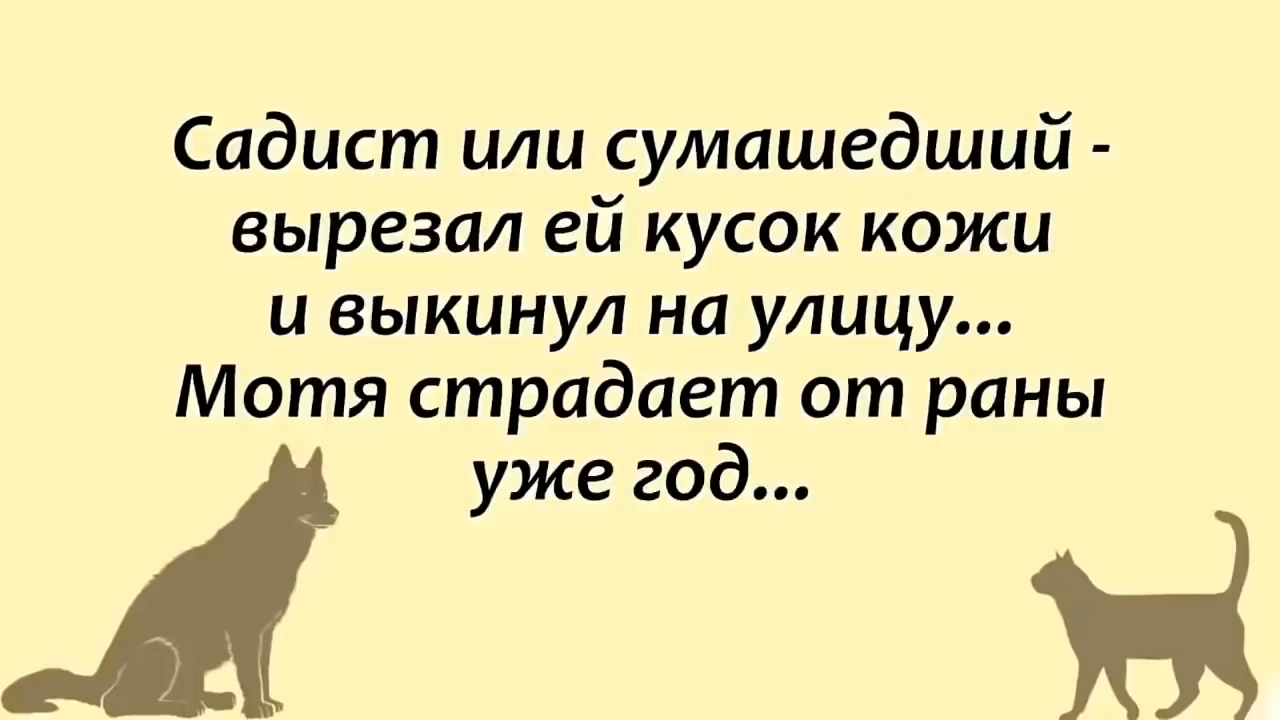 Садист или сумашедший -
вырезал ей кусок кожи
и выкинул на улицу...
Мотя страдает от раны
уже год...